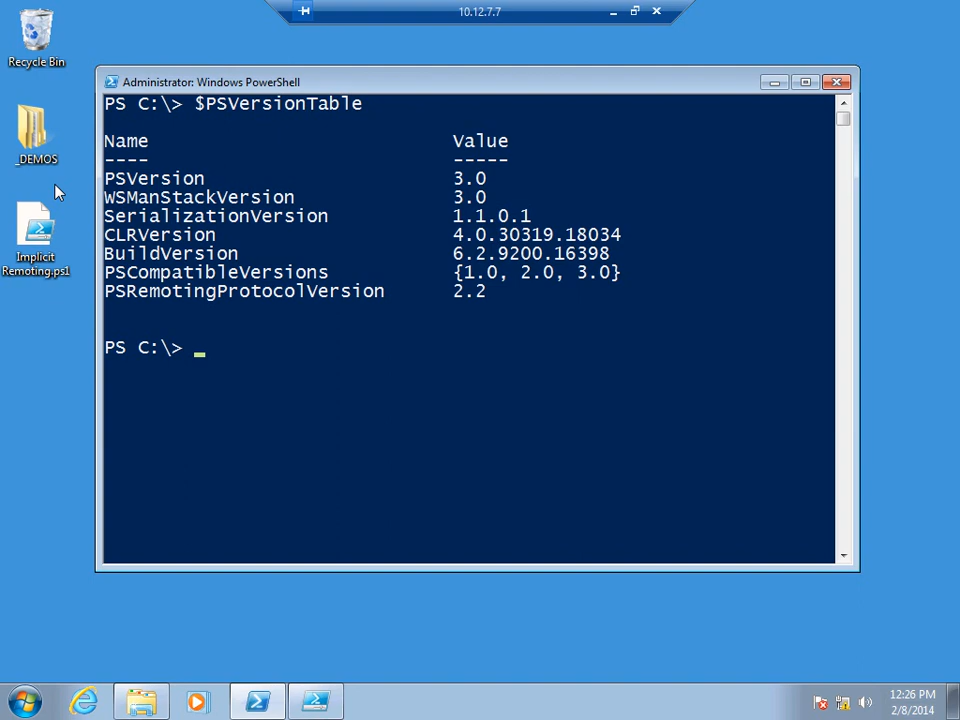 10.12.7.7
Recycle Bin
_DEMOS
Implicit
Remoting.ps1
Administrator: Windows PowerShell
PS C:\> $PSVersionTable
Name Value
---- -----
PSVersion 3.0
WSManStackVersion 3.0
SerializationVersion 1.1.0.1
CLRVersion 4.0.30319.18034
BuildVersion 6.2.9200.16398
PSCompatibleVersions {1.0, 2.0, 3.0}
PSRemotingProtocolVersion 2.2
PS C:\> _
12:26 PM
2/8/2014